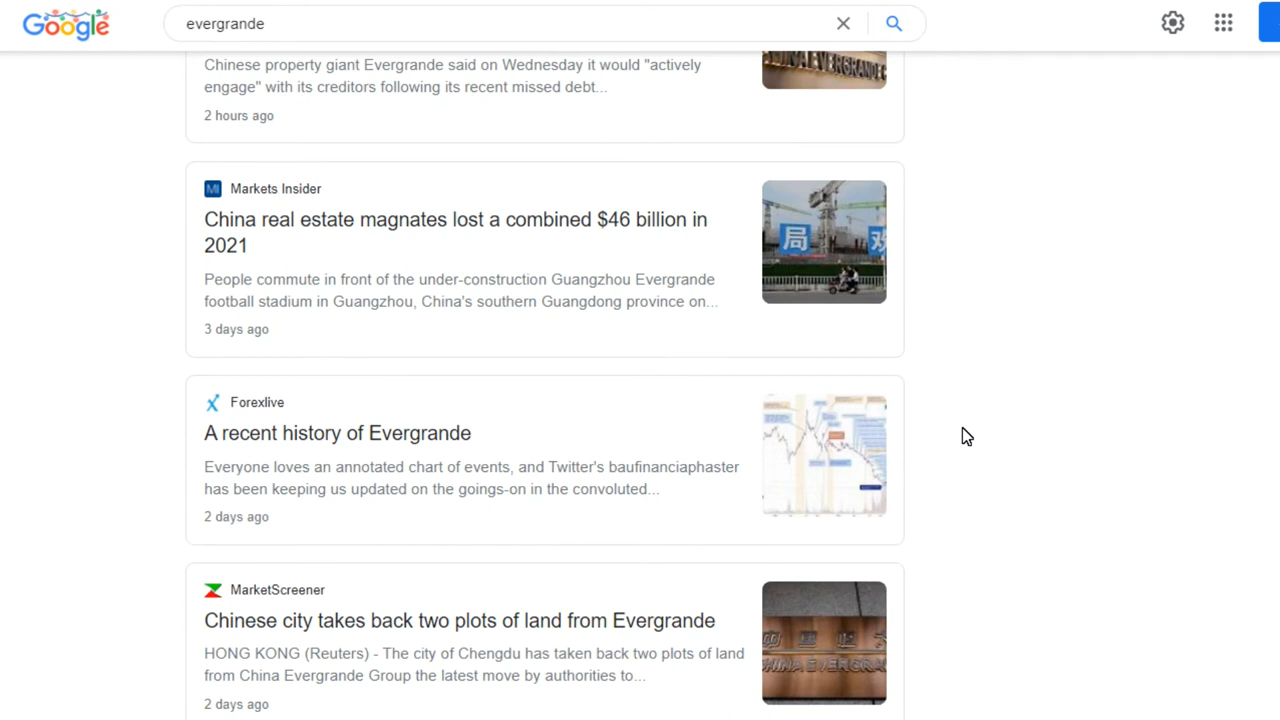 Google
evergrande
Chinese property giant Evergrande said on Wednesday it would "actively
engage" with its creditors following its recent missed debt...
2 hours ago
Markets Insider
China real estate magnates lost a combined $46 billion in
2021
局
People commute in front of the under-construction Guangzhou Evergrande
football stadium in Guangzhou, China's southern Guangdong province on...
3 days ago
Forexlive
A recent history of Evergrande
Everyone loves an annotated chart of events, and Twitter's baufinanciaphaster
has been keeping us updated on the goings-on in the convoluted...
2 days ago
MarketScreener
Chinese city takes back two plots of land from Evergrande
HONG KONG (Reuters) - The city of Chengdu has taken back two plots of land
from China Evergrande Group the latest move by authorities to...
2 days ago